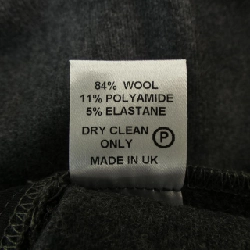 84% WOOL
11% POLYAMIDE
5% ELASTANE
DRY CLEAN
ONLY P
MADE IN UK